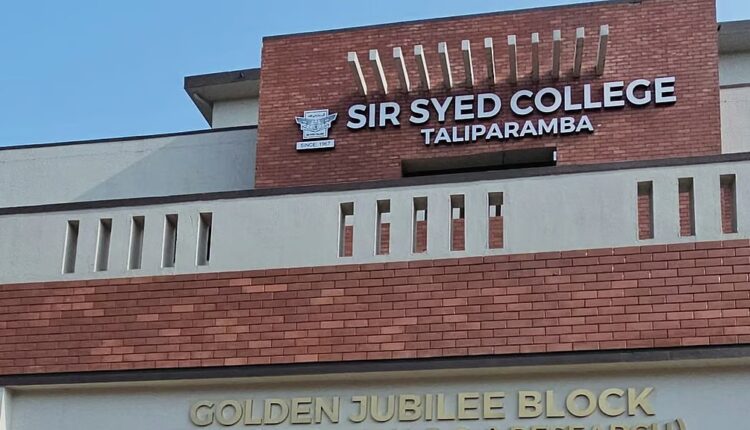 SIR SYED COLLEGE
TALIPARAMBA
SINCE 1967
GOLDEN JUBILEE BLOCK